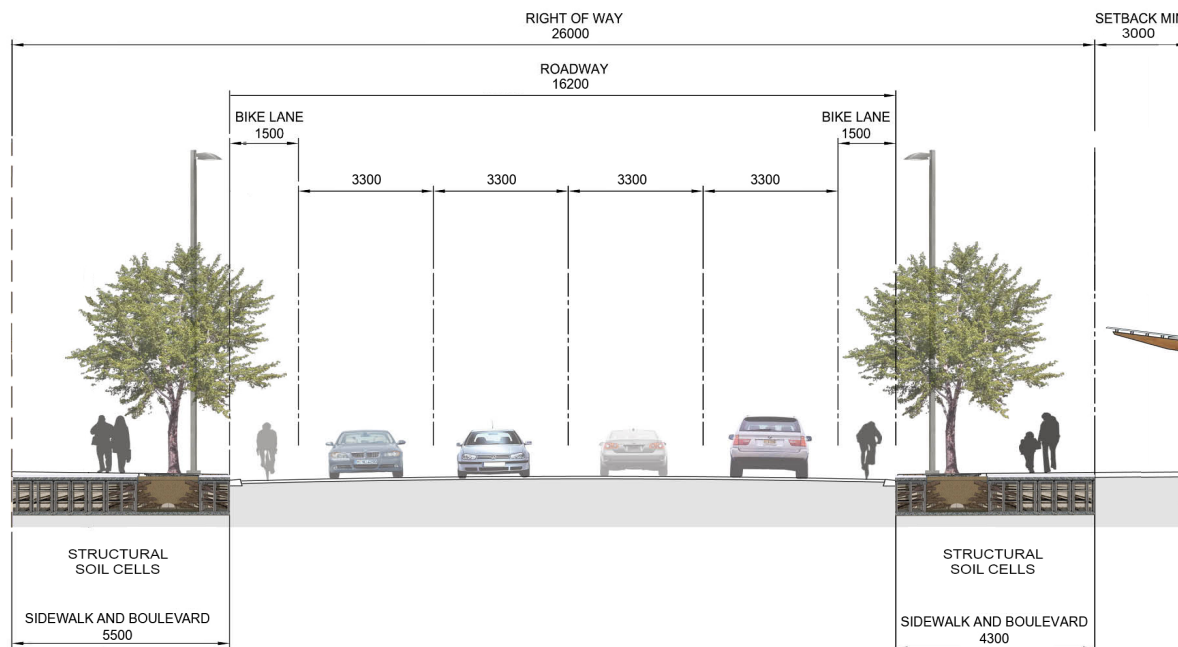 RIGHT OF WAY
26000
SETBACK MIN
3000
ROADWAY
16200
BIKE LANE
1500
BIKE LANE
1500
3300
3300
3300
3300
STRUCTURAL
SOIL CELLS
STRUCTURAL
SOIL CELLS
SIDEWALK AND BOULEVARD
5500
SIDEWALK AND BOULEVARD
4300